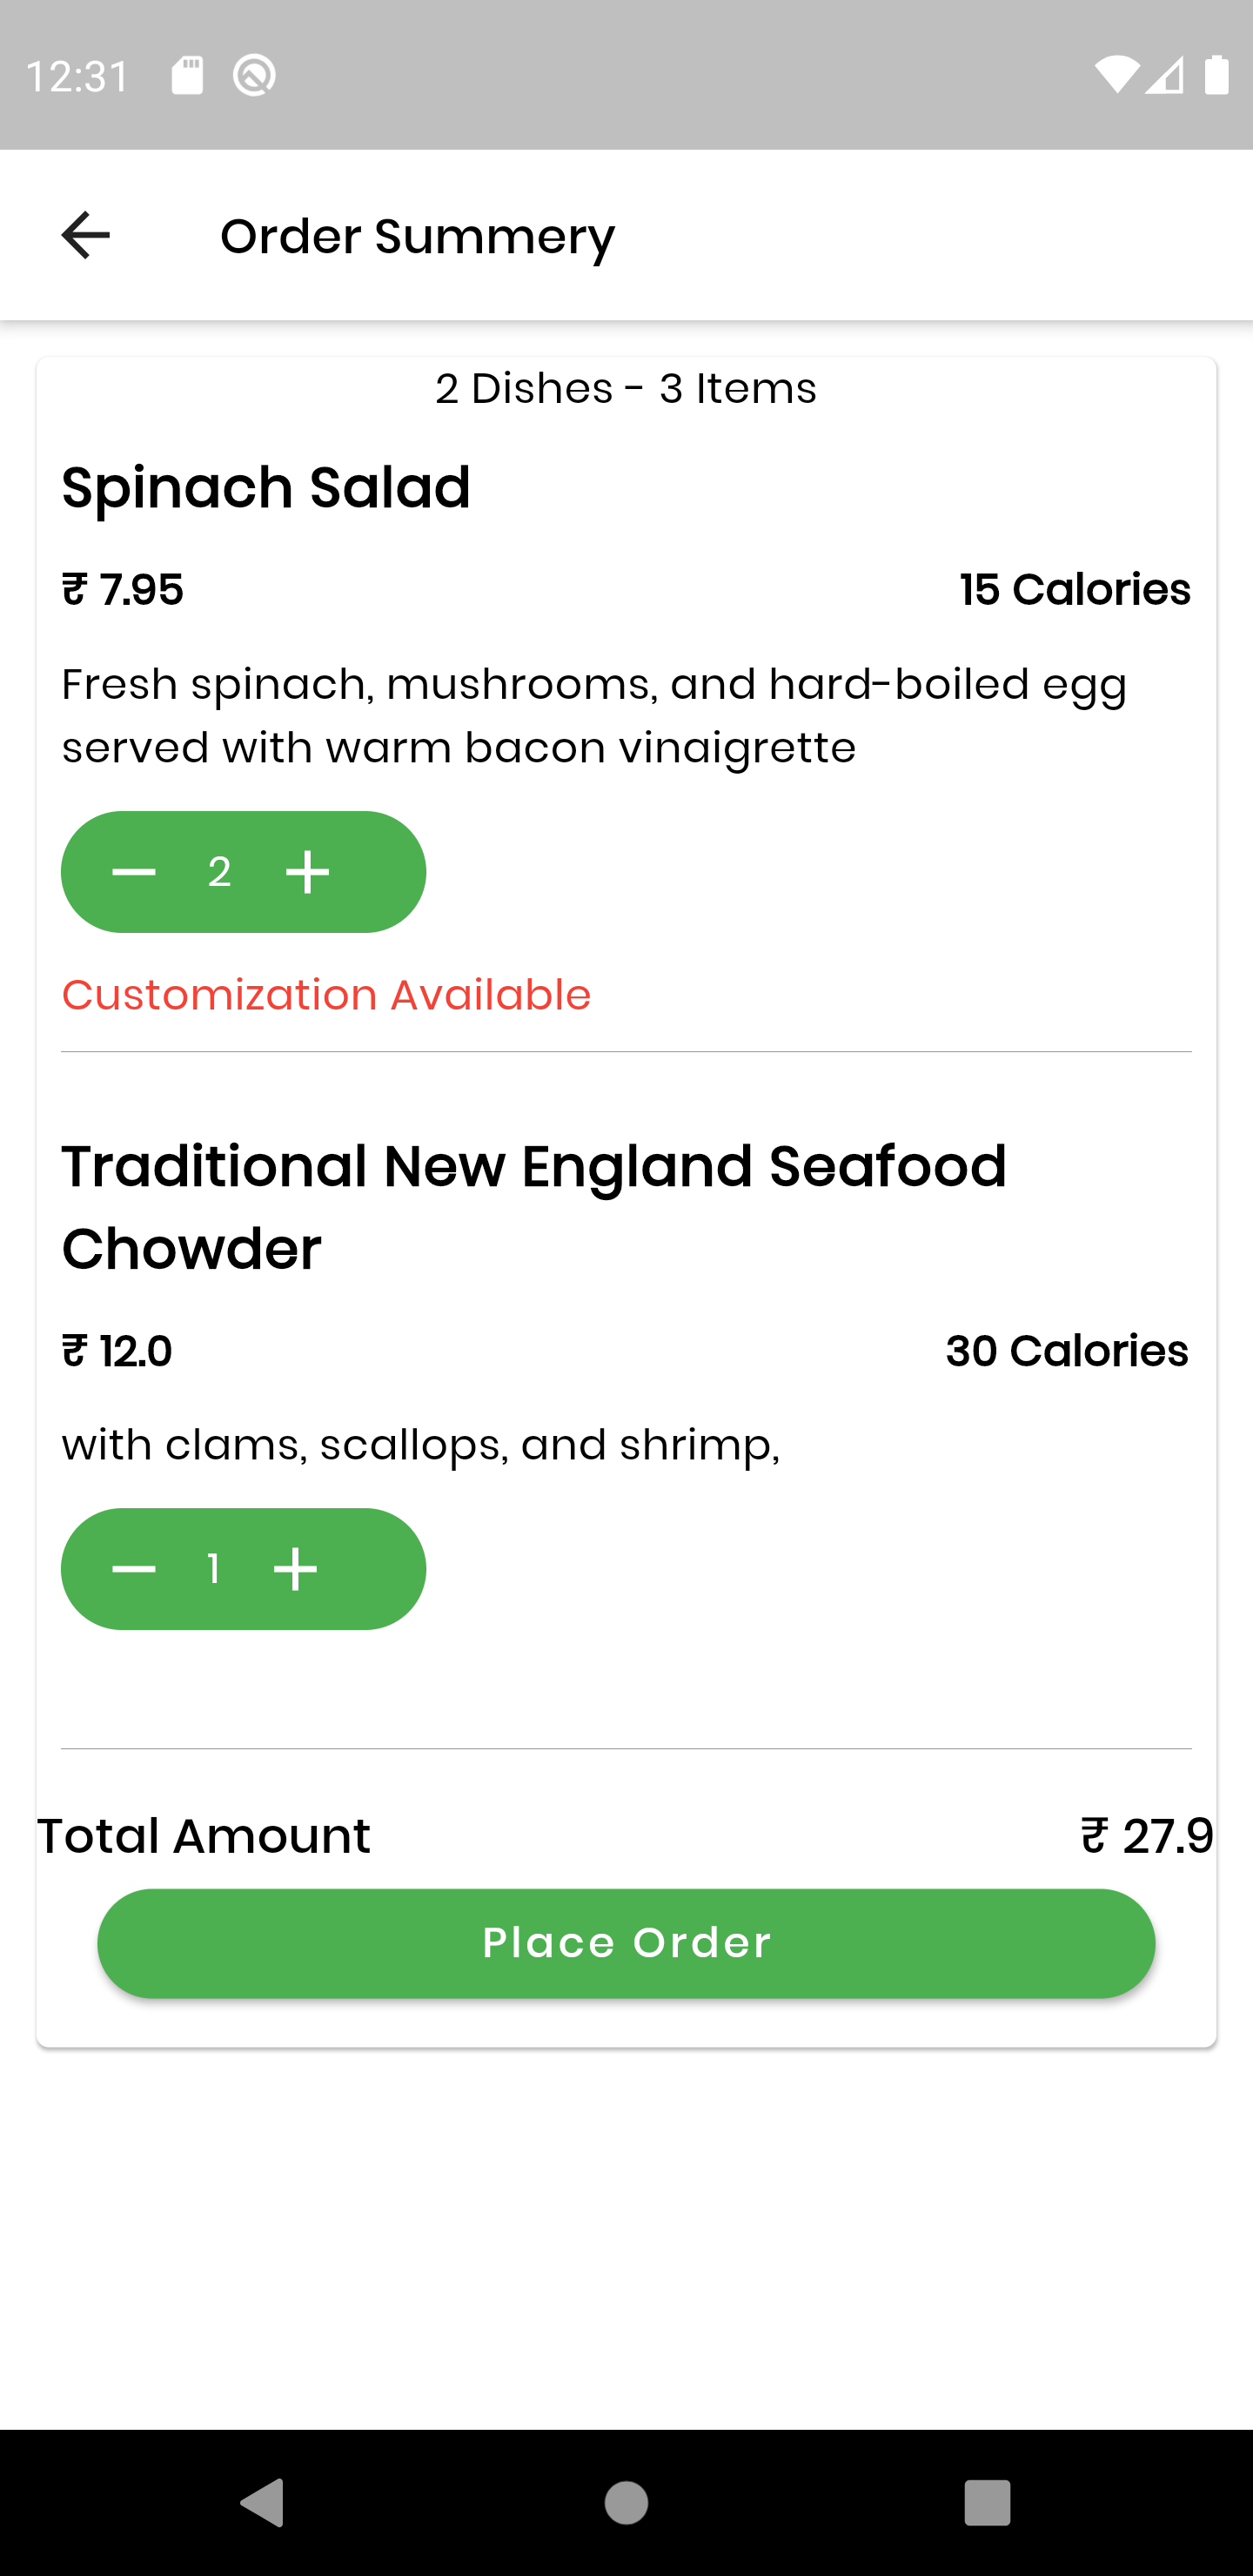 12:31
Order Summery
2 Dishes - 3 Items
Spinach Salad
₹ 7.95 15 Calories
Fresh spinach, mushrooms, and hard-boiled egg
served with warm bacon vinaigrette
2
Customization Available
Traditional New England Seafood
Chowder
₹ 12.0 30 Calories
with clams, scallops, and shrimp,
1
Total Amount ₹ 27.9
Place Order